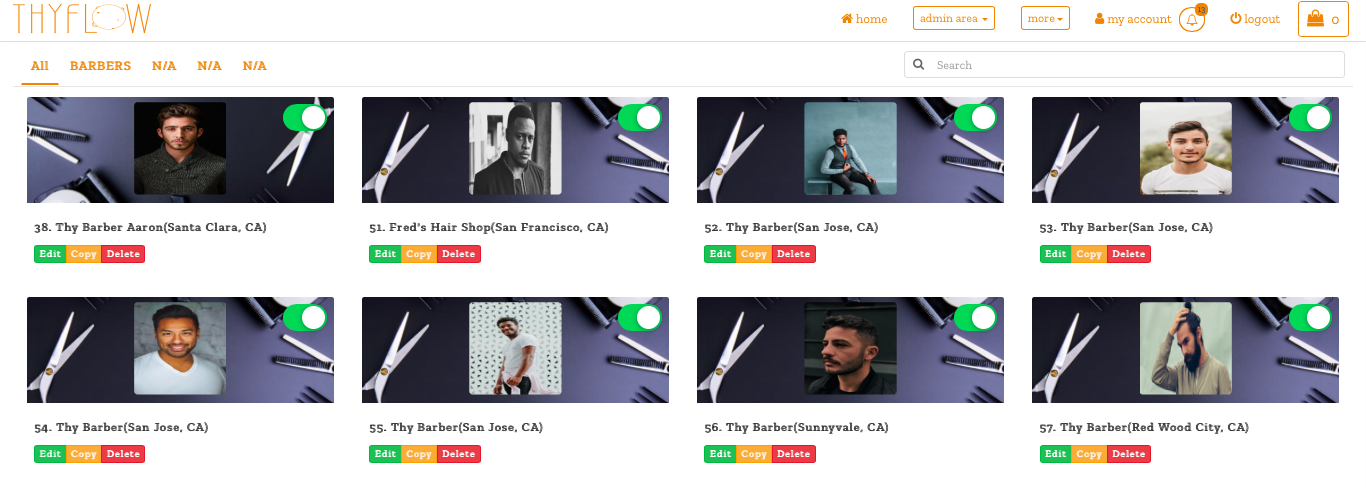 THYFLOW
home
admin area
more
my account
13
logout
0
All
BARBERS
N/A
N/A
N/A
Search
38. Thy Barber Aaron(Santa Clara, CA)
Edit Copy Delete
51. Fred's Hair Shop(San Francisco, CA)
Edit Copy Delete
52. Thy Barber(San Jose, CA)
Edit Copy Delete
53. Thy Barber(San Jose, CA)
Edit Copy Delete
54. Thy Barber(San Jose, CA)
Edit Copy Delete
55. Thy Barber(San Jose, CA)
Edit Copy Delete
56. Thy Barber(Sunnyvale, CA)
Edit Copy Delete
57. Thy Barber(Red Wood City, CA)
Edit Copy Delete